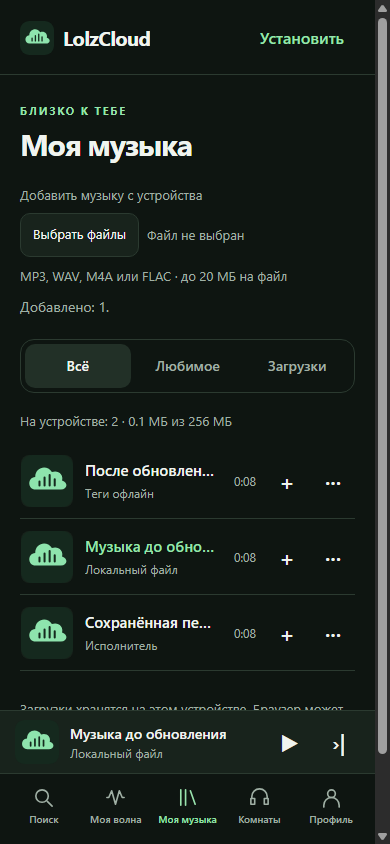 LolzCloud
Установить
БЛИЗКО К ТЕБЕ
Моя музыка
Добавить музыку с устройства
Выбрать файлы Файл не выбран
MP3, WAV, M4A или FLAC · до 20 МБ на файл
Добавлено: 1.
Всё Любимое Загрузки
На устройстве: 2 · 0.1 МБ из 256 МБ
После обновлен...
Теги офлайн
0:08
Музыка до обно...
Локальный файл
0:08
Сохранённая пе...
Исполнитель
0:08
Загрузки хранятся на этом устройстве. Браузер может
Музыка до обновления
Локальный файл
Поиск Моя волна Моя музыка Комнаты Профиль